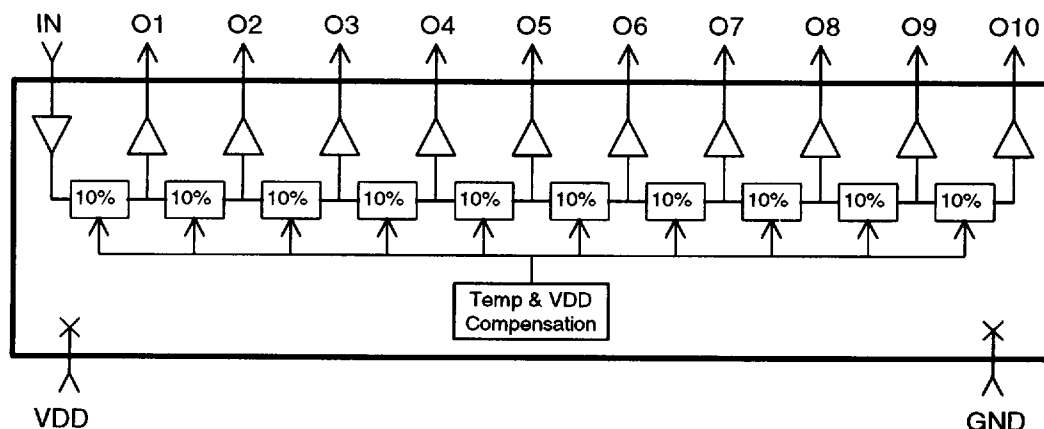 IN O1 O2 O3 O4 O5 O6 O7 O8 O9 O10
10% 10% 10% 10% 10% 10% 10% 10% 10% 10%
Temp & VDD
Compensation
VDD GND